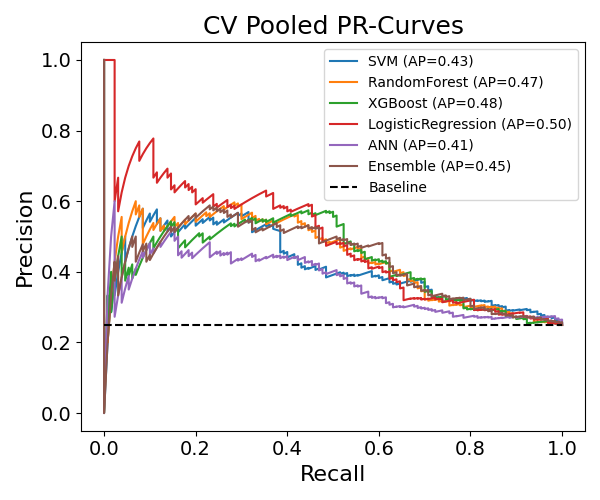 CV Pooled PR-Curves
1.0
0.8
0.6
0.4
0.2
0.0
Precision
SVM (AP=0.43)
RandomForest (AP=0.47)
XGBoost (AP=0.48)
LogisticRegression (AP=0.50)
ANN (AP=0.41)
Ensemble (AP=0.45)
Baseline
0.0 0.2 0.4 0.6 0.8 1.0
Recall